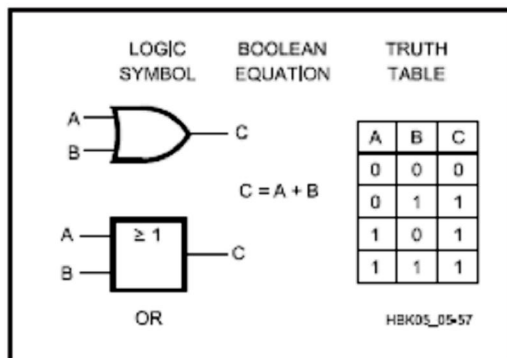 LOGIC SYMBOL
BOOLEAN EQUATION
TRUTH TABLE
A
B
C
C = A + B
A B C
0 0 0
0 1 1
1 0 1
1 1 1
A
B
≥ 1
C
OR
HBK05_05-57